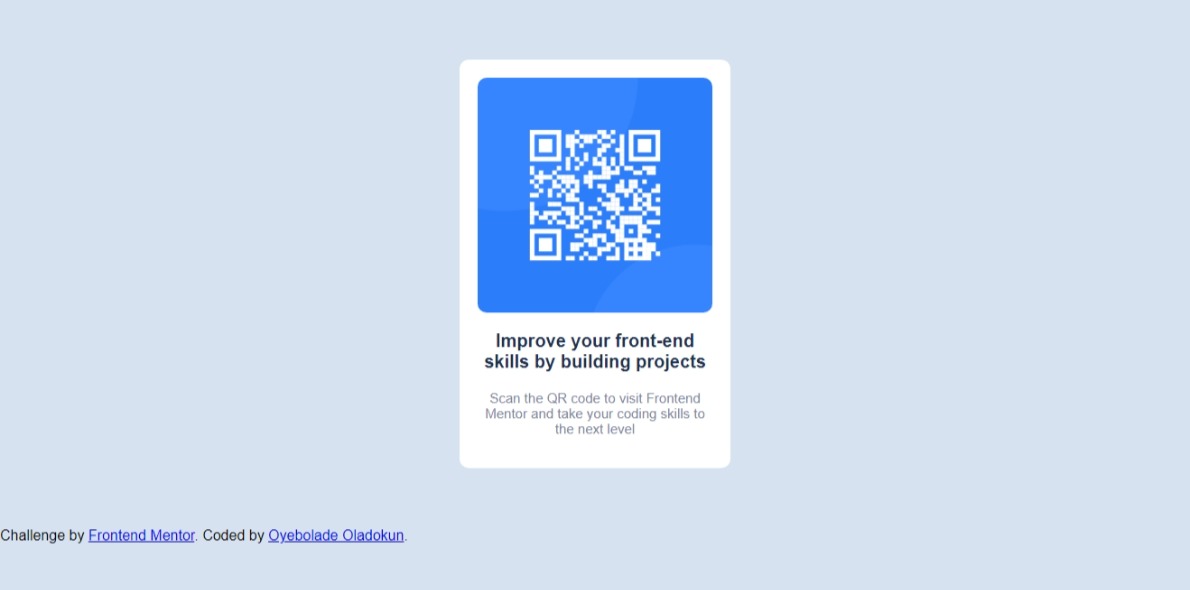 Improve your front-end
skills by building projects
Scan the QR code to visit Frontend
Mentor and take your coding skills to
the next level
Challenge by Frontend Mentor. Coded by Oyebolade Oladokun.